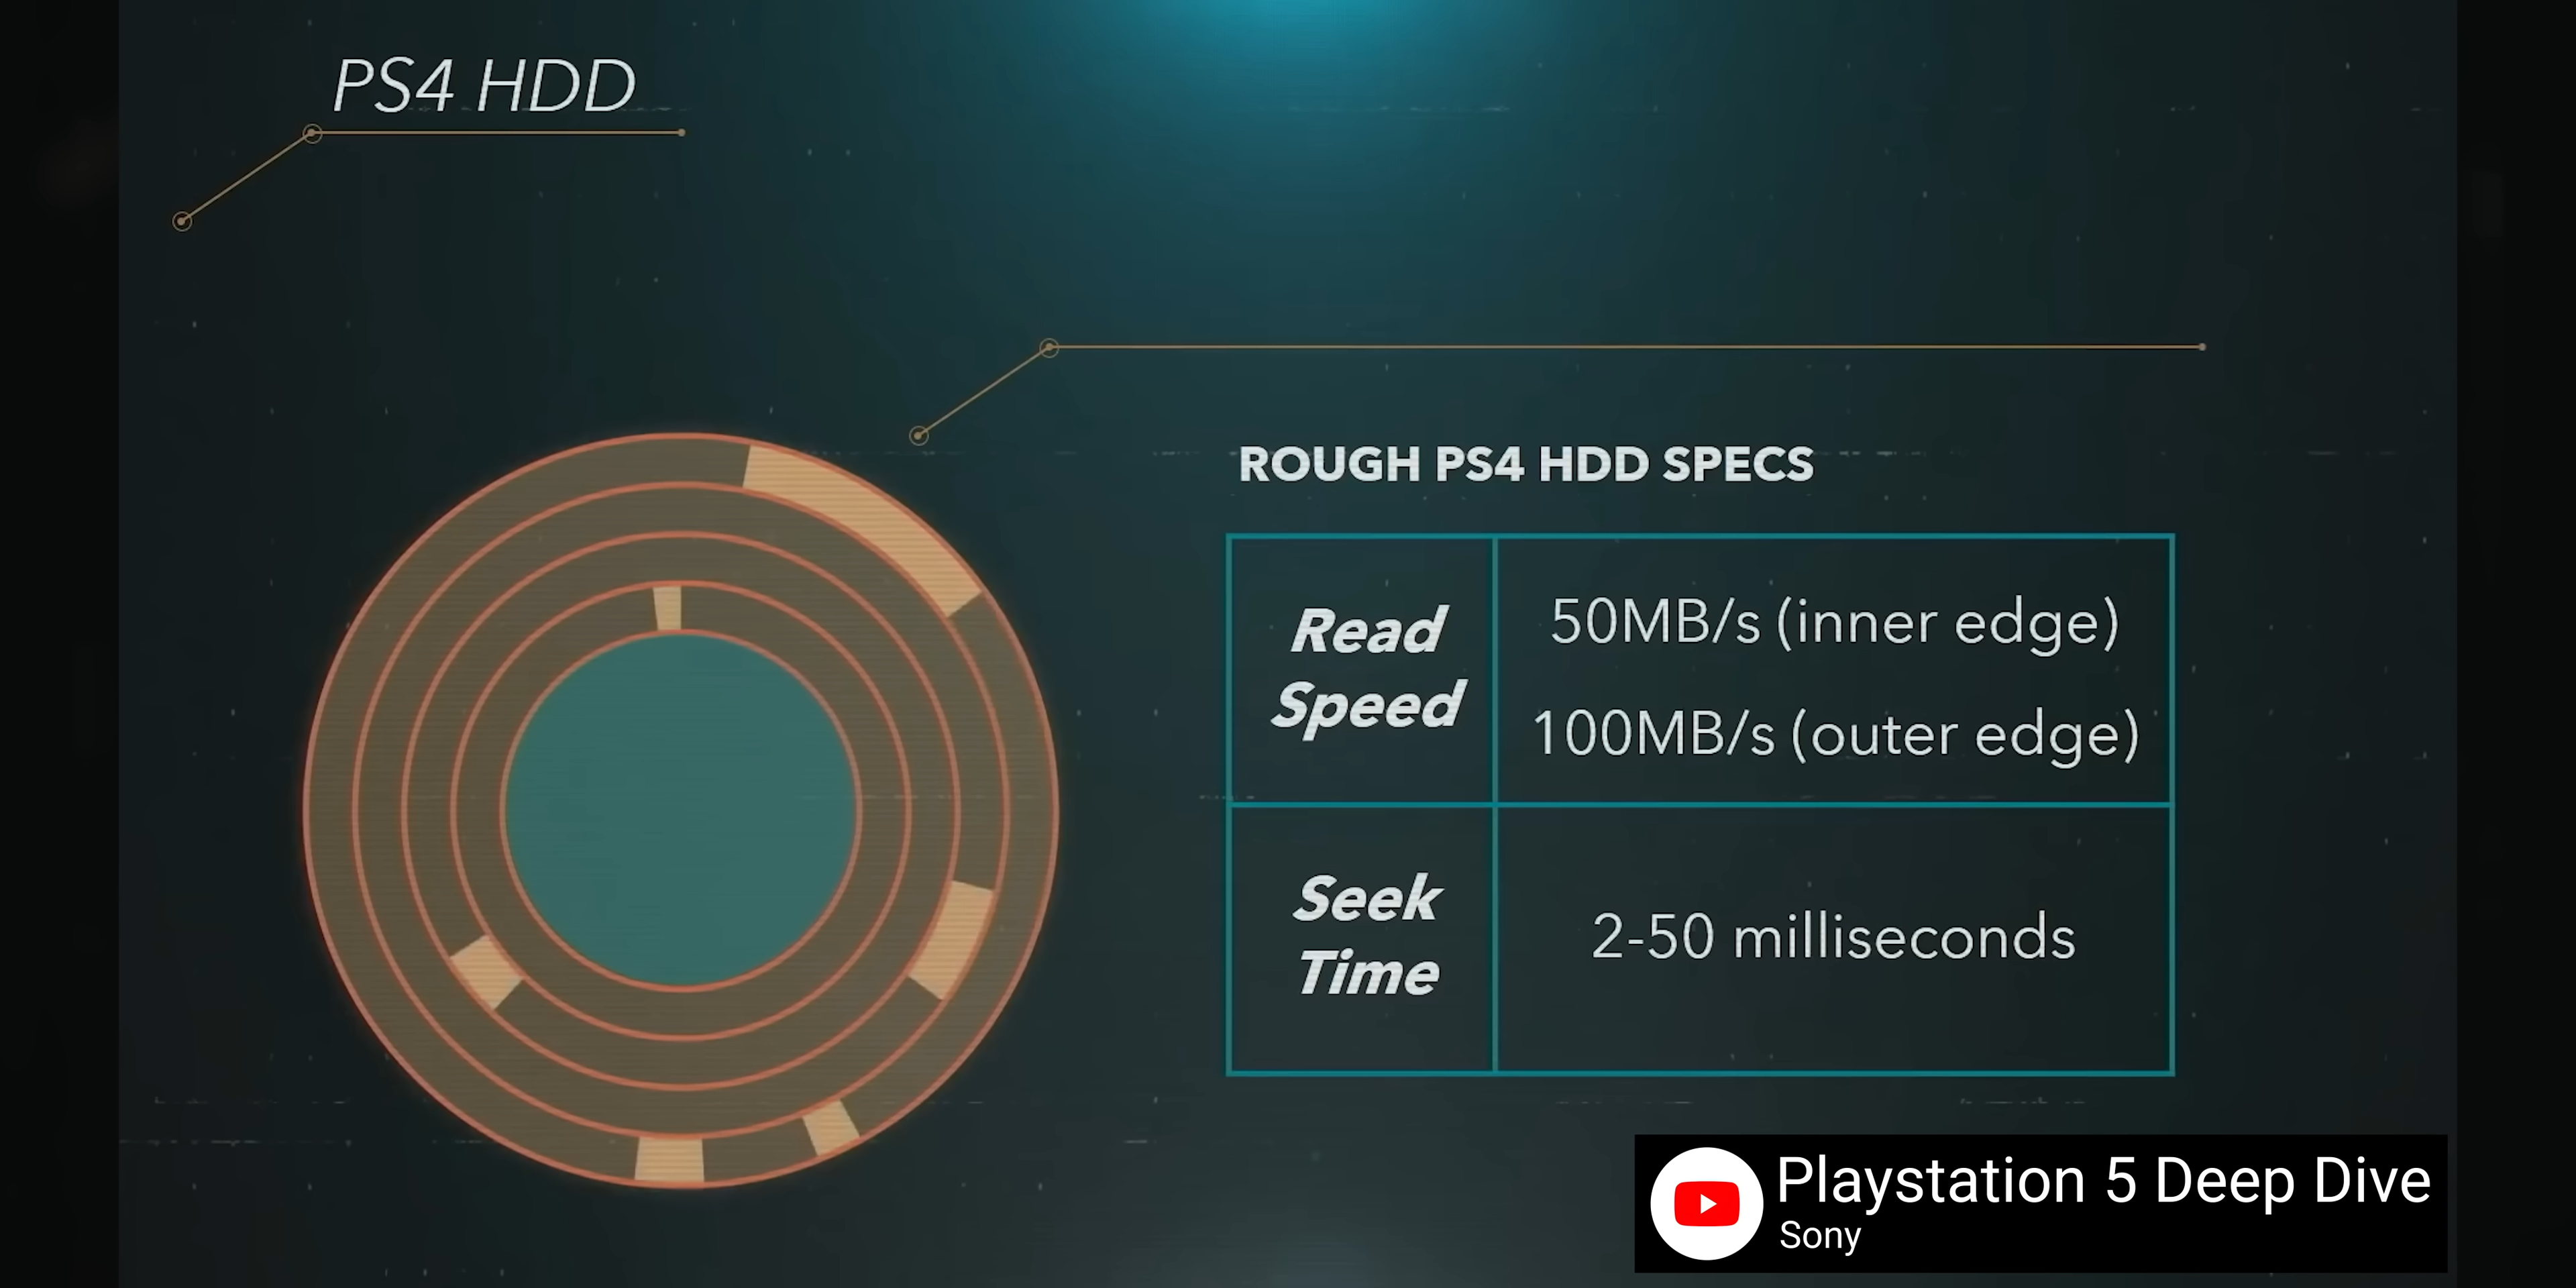 PS4 HDD
ROUGH PS4 HDD SPECS
Read
Speed
50MB/s (inner edge)
100MB/s (outer edge)
Seek
Time
2-50 milliseconds
Playstation 5 Deep Dive
Sony